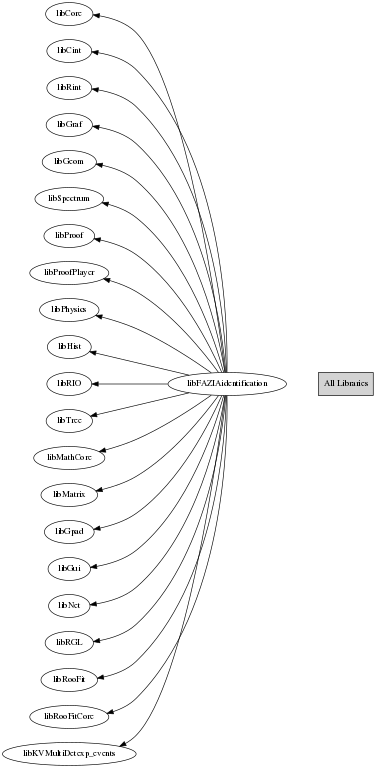 libCore
libCint
libRint
libGraf
libGeom
libSpectrum
libProof
libProofPlayer
libPhysics
libHist
libRIO
libFAZIAidentification
All Libraries
libTree
libMathCore
libMatrix
libGpad
libGui
libNet
libRGL
libRooFit
libRooFitCore
libKVMultiDetexp_events